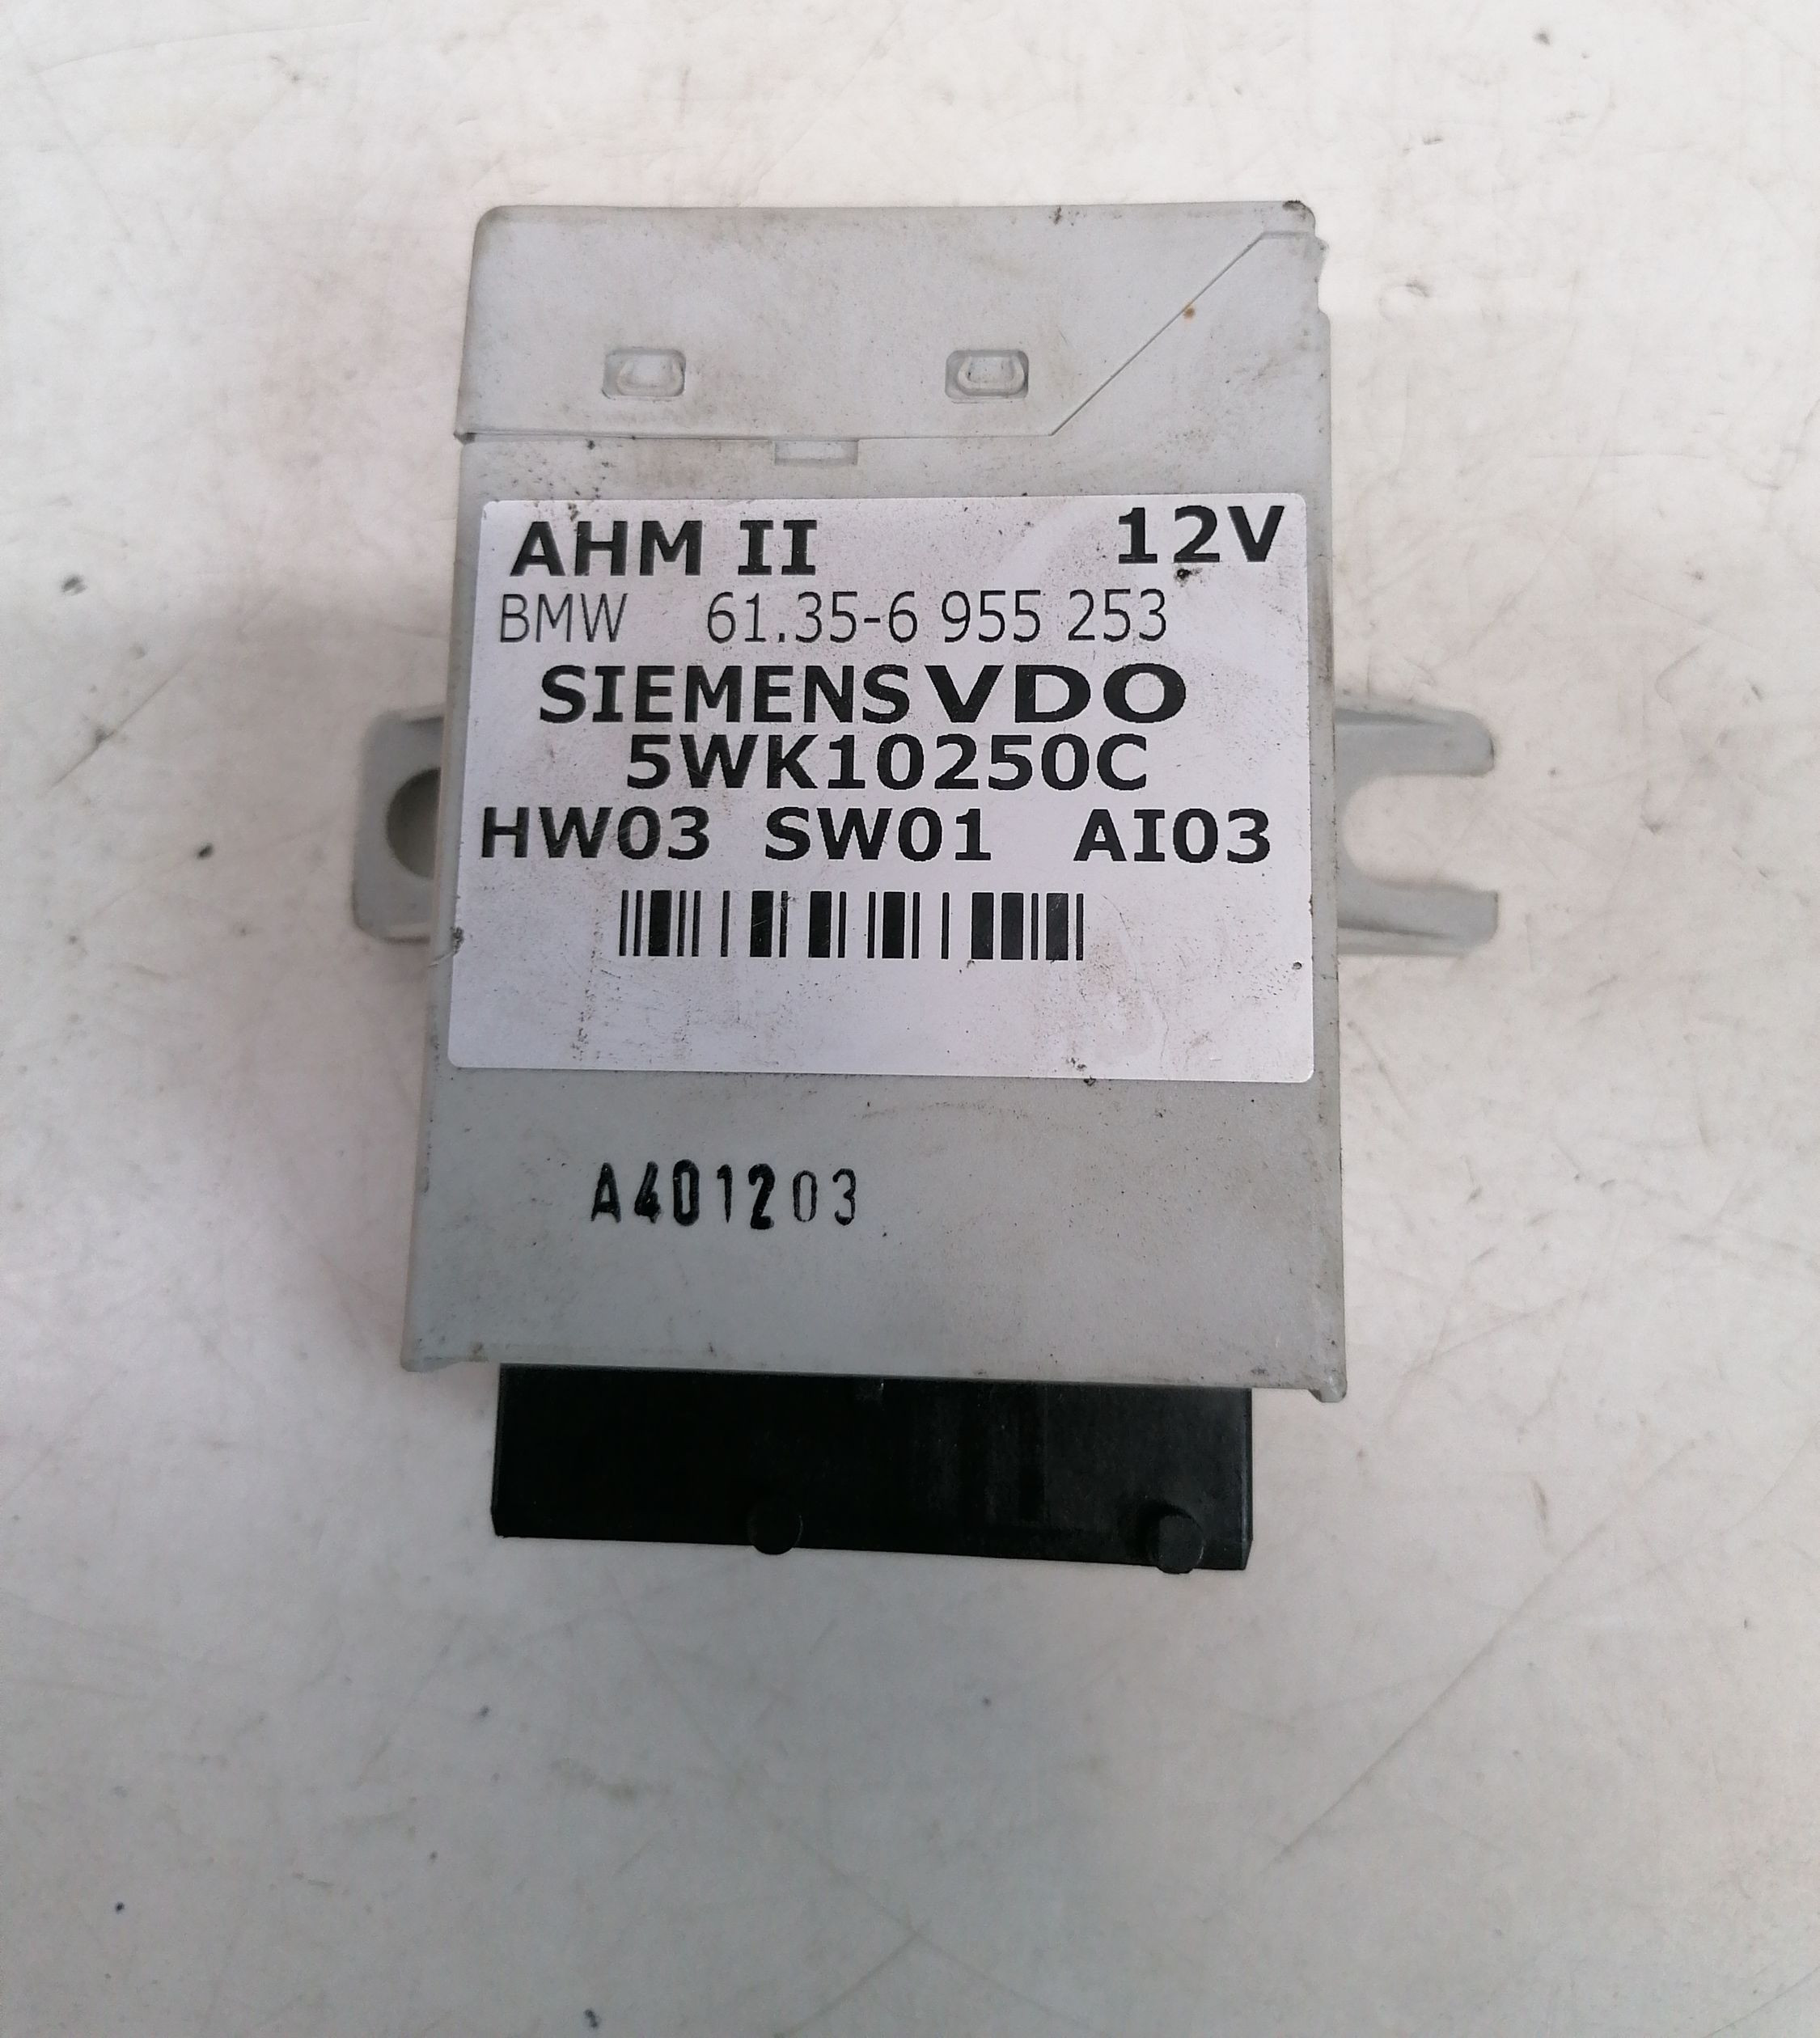 AHM II 12V
BMW 61.35-6 955 253
SIEMENS VDO
5WK10250C
HW03 SW01 AI03
A401203